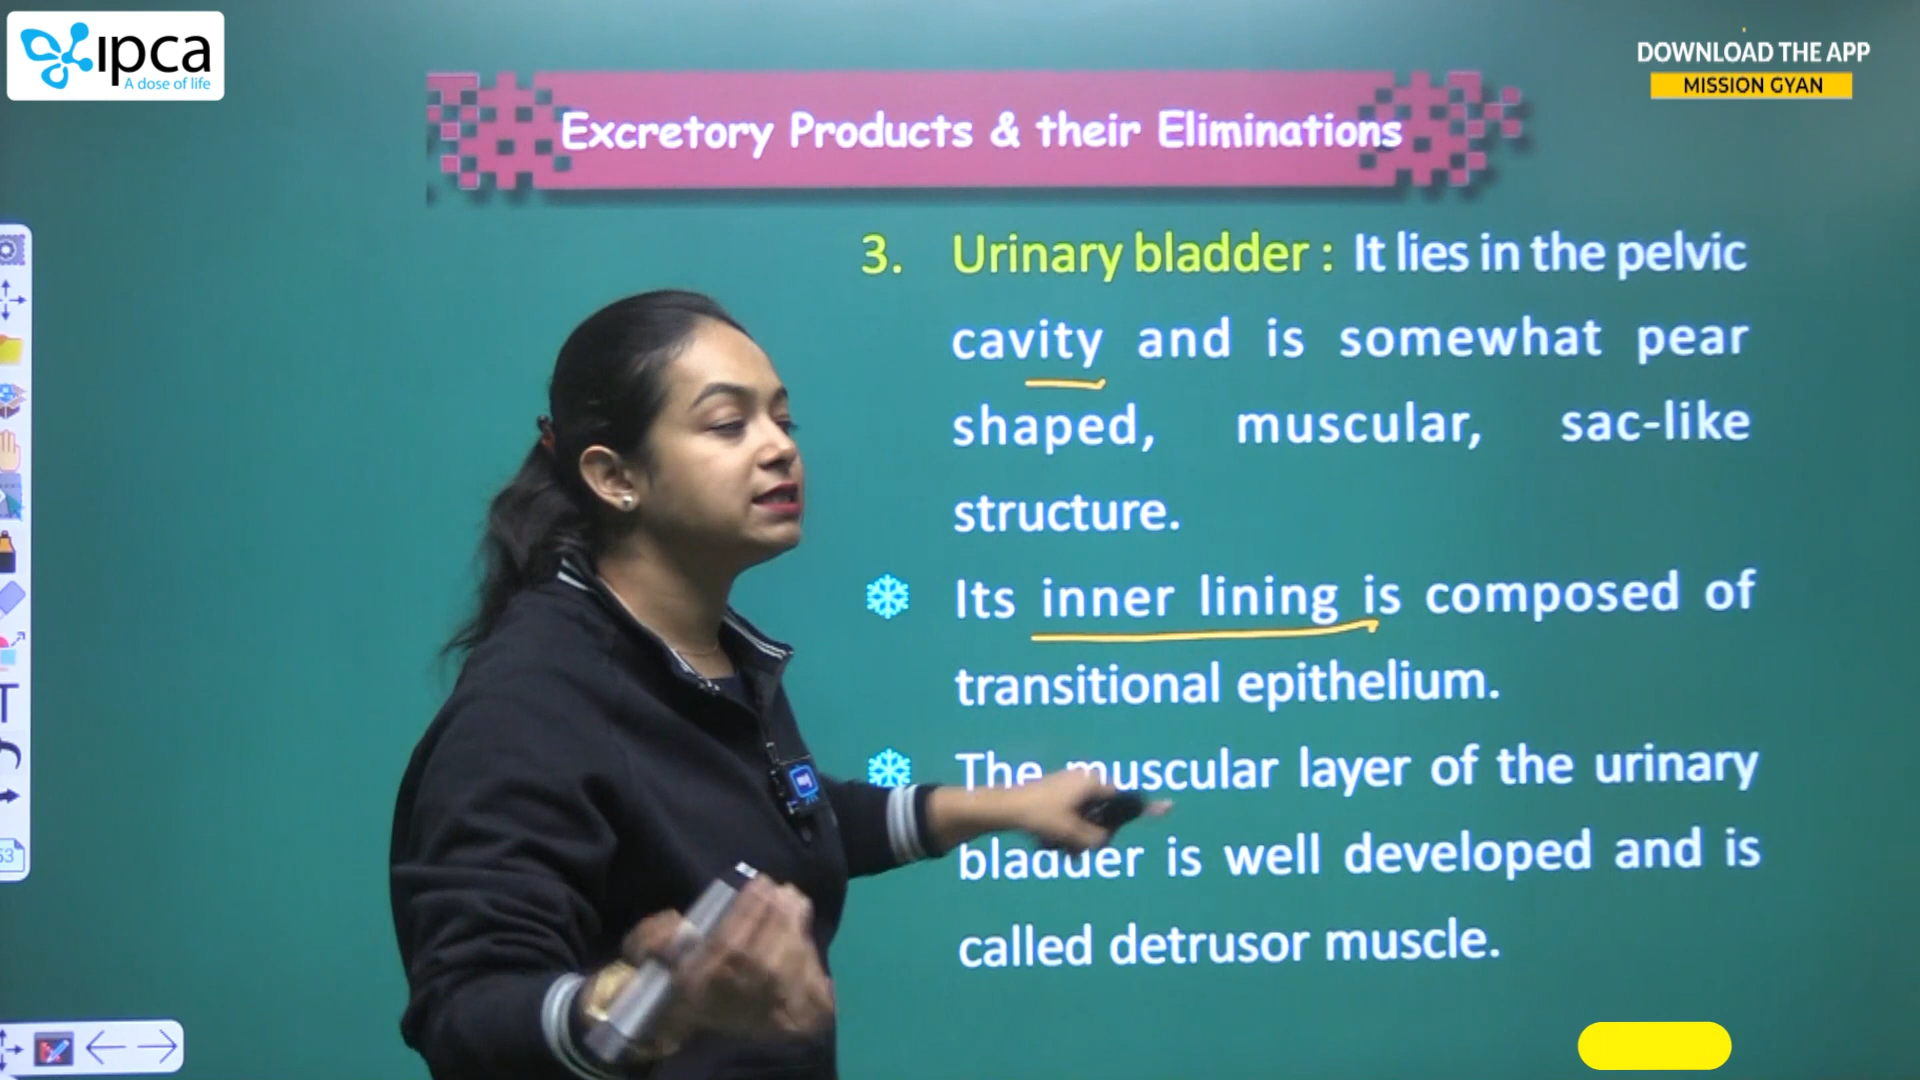 ipca
A dose of life
DOWNLOAD THE APP
MISSION GYAN
Excretory Products & their Eliminations
3. Urinary bladder : It lies in the pelvic
cavity and is somewhat pear
shaped, muscular, sac-like
structure.
Its inner lining is composed of
transitional epithelium.
The muscular layer of the urinary
bladder is well developed and is
called detrusor muscle.
T
53